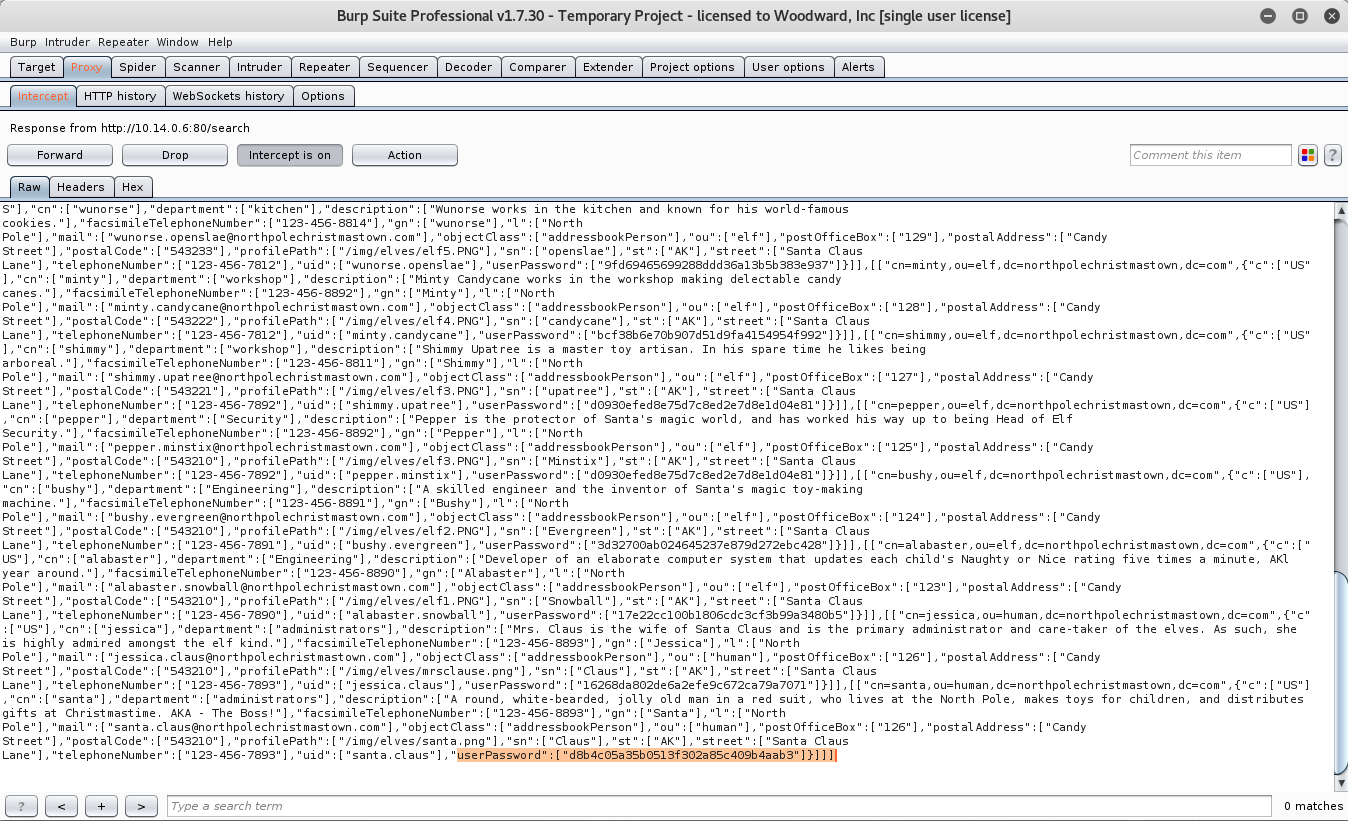 Burp Suite Professional v1.7.30 - Temporary Project - licensed to Woodward, Inc [single user license]
Burp Intruder Repeater Window Help
Target Proxy Spider Scanner Intruder Repeater Sequencer Decoder Comparer Extender Project options User options Alerts
Intercept HTTP history WebSockets history Options
Response from http://10.14.0.6:80/search
Forward Drop Intercept is on Action Comment this item ?
Raw Headers Hex
S"],"cn":["wunorse"],"department":["kitchen"],"description":["Wunorse works in the kitchen and known for his world-famous
cookies."],"facsimileTelephoneNumber":["123-456-8814"],"gn":["wunorse"],"l":["North
Pole"],"mail":["wunorse.openslae@northpolechristmastown.com"],"objectClass":["addressbookPerson"],"ou":["elf"],"postOfficeBox":["129"],"postalAddress":["Candy
Street"],"postalCode":["543233"],"profilePath":["/img/elves/elf5.PNG"],"sn":["openslae"],"st":["AK"],"street":["Santa Claus
Lane"],"telephoneNumber":["123-456-7812"],"uid":["wunorse.openslae"],"userPassword":["9fd69465699288ddd36a13b5b383e937"]}]],[["cn=minty,ou=elf,dc=northpolechristmastown,dc=com",{"c":["US"
],"cn":["minty"],"department":["workshop"],"description":["Minty Candycane works in the workshop making delectable candy
canes."],"facsimileTelephoneNumber":["123-456-8892"],"gn":["Minty"],"l":["North
Pole"],"mail":["minty.candycane@northpolechristmastown.com"],"objectClass":["addressbookPerson"],"ou":["elf"],"postOfficeBox":["128"],"postalAddress":["Candy
Street"],"postalCode":["543222"],"profilePath":["/img/elves/elf4.PNG"],"sn":["candycane"],"st":["AK"],"street":["Santa Claus
Lane"],"telephoneNumber":["123-456-7812"],"uid":["minty.candycane"],"userPassword":["bcf38b6e70b907d51d9fa4154954f992"]}]],[["cn=shimmy,ou=elf,dc=northpolechristmastown,dc=com",{"c":["US"
],"cn":["shimmy"],"department":["workshop"],"description":["Shimmy Upatree is a master toy artisan. In his spare time he likes being
arboreal."],"facsimileTelephoneNumber":["123-456-8811"],"gn":["Shimmy"],"l":["North
Pole"],"mail":["shimmy.upatree@northpolechristmastown.com"],"objectClass":["addressbookPerson"],"ou":["elf"],"postOfficeBox":["127"],"postalAddress":["Candy
Street"],"postalCode":["543221"],"profilePath":["/img/elves/elf3.PNG"],"sn":["upatree"],"st":["AK"],"street":["Santa Claus
Lane"],"telephoneNumber":["123-456-7892"],"uid":["shimmy.upatree"],"userPassword":["d0930efed8e75d7c8ed2e7d8e1d04e81"]}]],[["cn=pepper,ou=elf,dc=northpolechristmastown,dc=com",{"c":["US"]
,"cn":["pepper"],"department":["Security"],"description":["Pepper is the protector of Santa's magic world, and has worked his way up to being Head of Elf
Security."],"facsimileTelephoneNumber":["123-456-8892"],"gn":["Pepper"],"l":["North
Pole"],"mail":["pepper.minstix@northpolechristmastown.com"],"objectClass":["addressbookPerson"],"ou":["elf"],"postOfficeBox":["125"],"postalAddress":["Candy
Street"],"postalCode":["543210"],"profilePath":["/img/elves/elf3.PNG"],"sn":["Minstix"],"st":["AK"],"street":["Santa Claus
Lane"],"telephoneNumber":["123-456-7892"],"uid":["pepper.minstix"],"userPassword":["d0930efed8e75d7c8ed2e7d8e1d04e81"]}]],[["cn=bushy,ou=elf,dc=northpolechristmastown,dc=com",{"c":["US"],
"cn":["bushy"],"department":["Engineering"],"description":["A skilled engineer and the inventor of Santa's magic toy-making
machine."],"facsimileTelephoneNumber":["123-456-8891"],"gn":["Bushy"],"l":["North
Pole"],"mail":["bushy.evergreen@northpolechristmastown.com"],"objectClass":["addressbookPerson"],"ou":["elf"],"postOfficeBox":["124"],"postalAddress":["Candy
Street"],"postalCode":["543210"],"profilePath":["/img/elves/elf2.PNG"],"sn":["Evergreen"],"st":["AK"],"street":["Santa Claus
Lane"],"telephoneNumber":["123-456-7891"],"uid":["bushy.evergreen"],"userPassword":["3d32700ab024645237e879d272ebc428"]}]],[["cn=alabaster,ou=elf,dc=northpolechristmastown,dc=com",{"c":["
US"],"cn":["alabaster"],"department":["Engineering"],"description":["Developer of an elaborate computer system that updates each child's Naughty or Nice rating five times a minute, AKl
year around."],"facsimileTelephoneNumber":["123-456-8890"],"gn":["Alabaster"],"l":["North
Pole"],"mail":["alabaster.snowball@northpolechristmastown.com"],"objectClass":["addressbookPerson"],"ou":["elf"],"postOfficeBox":["123"],"postalAddress":["Candy
Street"],"postalCode":["543210"],"profilePath":["/img/elves/elf1.PNG"],"sn":["Snowball"],"st":["AK"],"street":["Santa Claus
Lane"],"telephoneNumber":["123-456-7890"],"uid":["alabaster.snowball"],"userPassword":["17e22cc100b1806cdc3cf3b99a3480b5"]}]],[["cn=jessica,ou=human,dc=northpolechristmastown,dc=com",{"c"
:["US"],"cn":["jessica"],"department":["administrators"],"description":["Mrs. Claus is the wife of Santa Claus and is the primary administrator and care-taker of the elves. As such, she
is highly admired amongst the elf kind."],"facsimileTelephoneNumber":["123-456-8893"],"gn":["Jessica"],"l":["North
Pole"],"mail":["jessica.claus@northpolechristmastown.com"],"objectClass":["addressbookPerson"],"ou":["human"],"postOfficeBox":["126"],"postalAddress":["Candy
Street"],"postalCode":["543210"],"profilePath":["/img/elves/mrsclause.png"],"sn":["Claus"],"st":["AK"],"street":["Santa Claus
Lane"],"telephoneNumber":["123-456-7893"],"uid":["jessica.claus"],"userPassword":["16268da802de6a2efe9c672ca79a7071"]}]],[["cn=santa,ou=human,dc=northpolechristmastown,dc=com",{"c":["US"]
,"cn":["santa"],"department":["administrators"],"description":["A round, white-bearded, jolly old man in a red suit, who lives at the North Pole, makes toys for children, and distributes
gifts at Christmastime. AKA - The Boss!"],"facsimileTelephoneNumber":["123-456-8893"],"gn":["Santa"],"l":["North
Pole"],"mail":["santa.claus@northpolechristmastown.com"],"objectClass":["addressbookPerson"],"ou":["human"],"postOfficeBox":["126"],"postalAddress":["Candy
Street"],"postalCode":["543210"],"profilePath":["/img/elves/santa.png"],"sn":["Claus"],"st":["AK"],"street":["Santa Claus
Lane"],"telephoneNumber":["123-456-7893"],"uid":["santa.claus"],"userPassword":["d8b4c05a35b0513f302a85c409b4aab3"]}]]]
? < + > Type a search term 0 matches